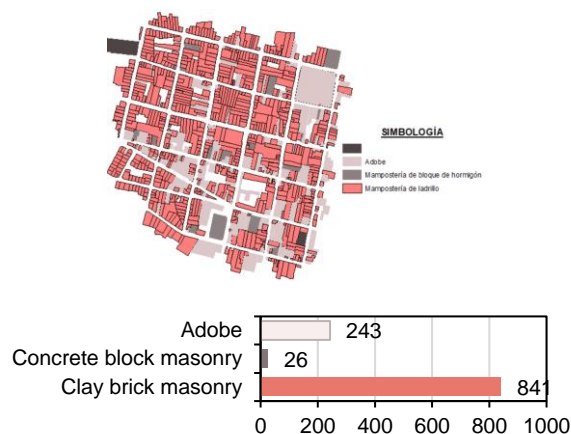 SIMBOLOGÍA
Adobe
Mampostería de bloque de hormigón
Mampostería de ladrillo
Adobe 243
Concrete block masonry 26
Clay brick masonry 841
0 200 400 600 800 1000